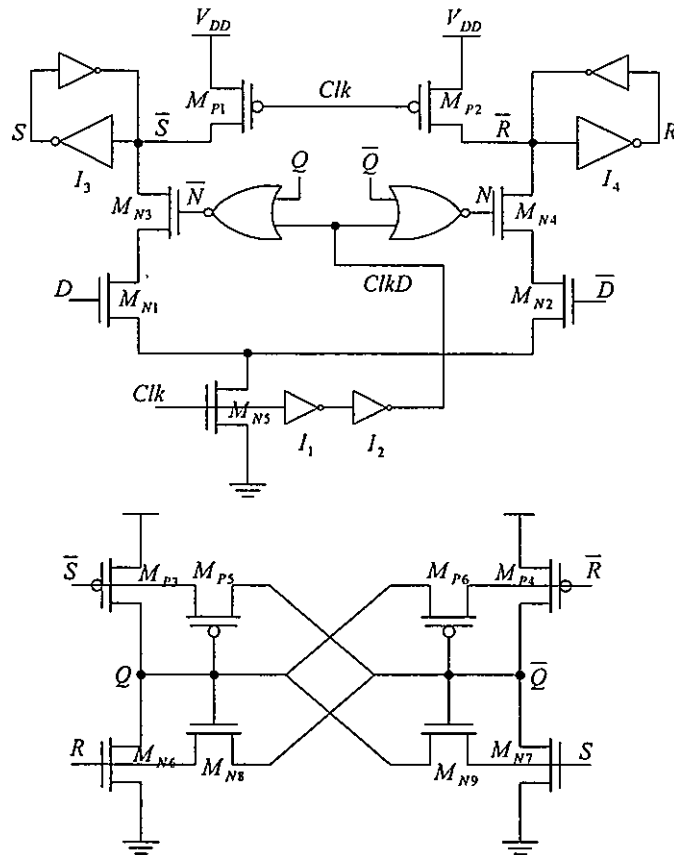 V_DD V_DD
M_P1 Clk M_P2
S S̅ R̅ R
I_3 Q Q̅ I_4
M_N3 N̅ N M_N4
D M_N1 ClkD M_N2 D̅
Clk M_N5
I_1 I_2
S̅ M_P3 M_P5 M_P6 M_P4 R̅
Q Q̅
R M_N6 M_N8 M_N9 M_N7 S